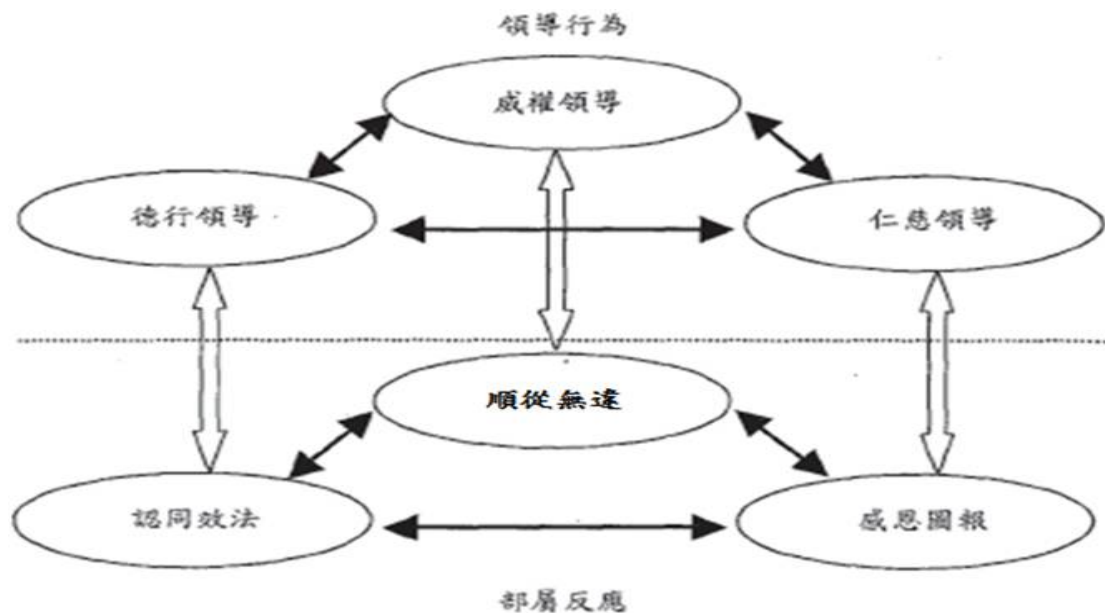 領導行為
威權領導
德行領導
仁慈領導
順從無違
認同效法
感恩圖報
部屬反應